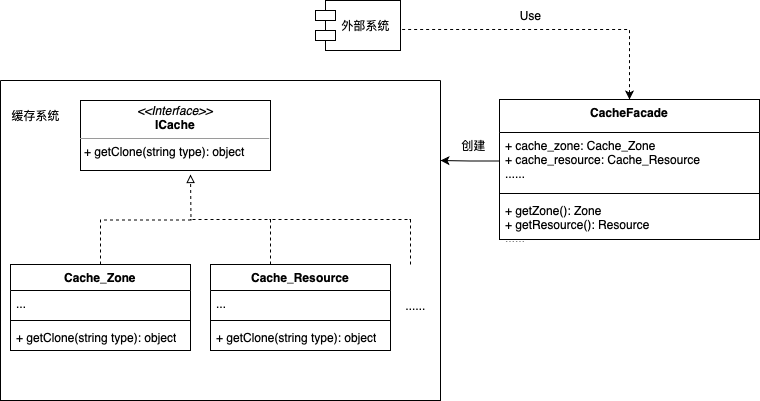 外部系统
Use
缓存系统
<<Interface>>
ICache
+ getClone(string type): object
创建
CacheFacade
+ cache_zone: Cache_Zone
+ cache_resource: Cache_Resource
......
+ getZone(): Zone
+ getResource(): Resource
......
Cache_Zone
...
+ getClone(string type): object
Cache_Resource
...
+ getClone(string type): object
......